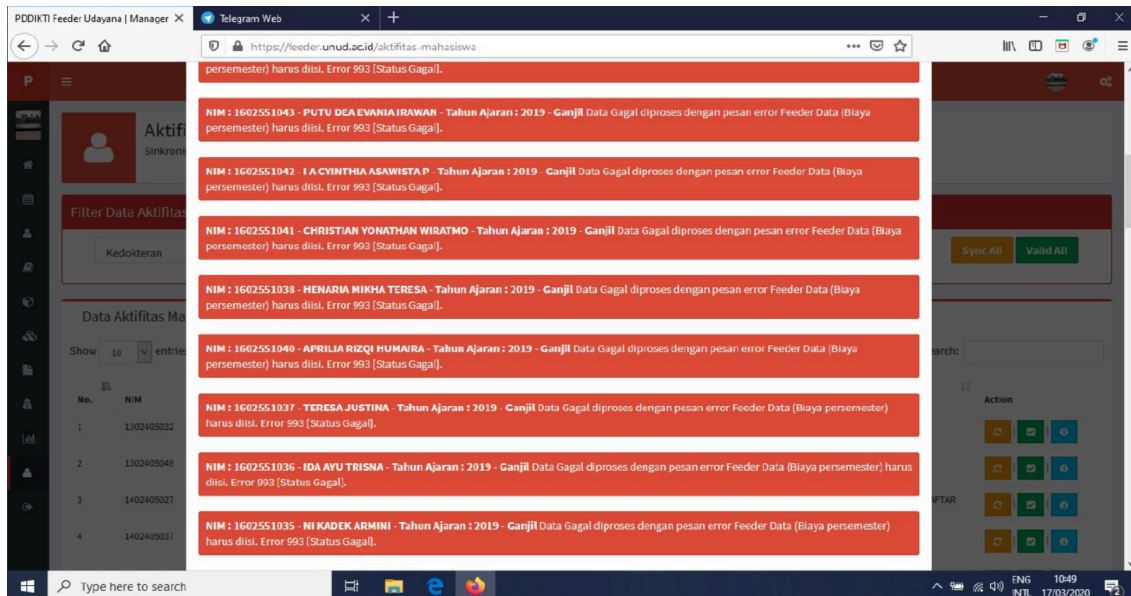 PDDIKTI Feeder Udayana | Manager
Telegram Web
https://feeder.unud.ac.id/aktifitas-mahasiswa
P
persemester) harus diisi. Error 993 [Status Gagal].
NIM : 1602551043 - PUTU DEA EVANIA IRAWAN - Tahun Ajaran : 2019 - Ganjil Data Gagal diproses dengan pesan error Feeder Data (Biaya
persemester) harus diisi. Error 993 [Status Gagal].
Aktifi
Sinkronis
NIM : 1602551042 - I A CYINTHIA ASAWISTA P - Tahun Ajaran : 2019 - Ganjil Data Gagal diproses dengan pesan error Feeder Data (Biaya
persemester) harus diisi. Error 993 [Status Gagal].
Filter Data Aktifitas
NIM : 1602551041 - CHRISTIAN YONATHAN WIRATMO - Tahun Ajaran : 2019 - Ganjil Data Gagal diproses dengan pesan error Feeder Data (Biaya
persemester) harus diisi. Error 993 [Status Gagal].
Kedokteran
Sync All
Valid All
NIM : 1602551038 - HENARIA MIKHA TERESA - Tahun Ajaran : 2019 - Ganjil Data Gagal diproses dengan pesan error Feeder Data (Biaya
persemester) harus diisi. Error 993 [Status Gagal].
Data Aktifitas Ma
Show 10 entries
NIM : 1602551040 - APRILIA RIZQI HUMAIRA - Tahun Ajaran : 2019 - Ganjil Data Gagal diproses dengan pesan error Feeder Data (Biaya
persemester) harus diisi. Error 993 [Status Gagal].
earch:
No. NIM
Action
NIM : 1602551037 - TERESA JUSTINA - Tahun Ajaran : 2019 - Ganjil Data Gagal diproses dengan pesan error Feeder Data (Biaya persemester)
harus diisi. Error 993 [Status Gagal].
1 1302405032
2 1302405049
NIM : 1602551036 - IDA AYU TRISNA - Tahun Ajaran : 2019 - Ganjil Data Gagal diproses dengan pesan error Feeder Data (Biaya persemester) harus
diisi. Error 993 [Status Gagal].
3 1402405027
AFTAR
NIM : 1602551035 - NI KADEK ARMINI - Tahun Ajaran : 2019 - Ganjil Data Gagal diproses dengan pesan error Feeder Data (Biaya persemester)
harus diisi. Error 993 [Status Gagal].
4 1402405037
Type here to search
ENG
INTL
10:49
17/03/2020